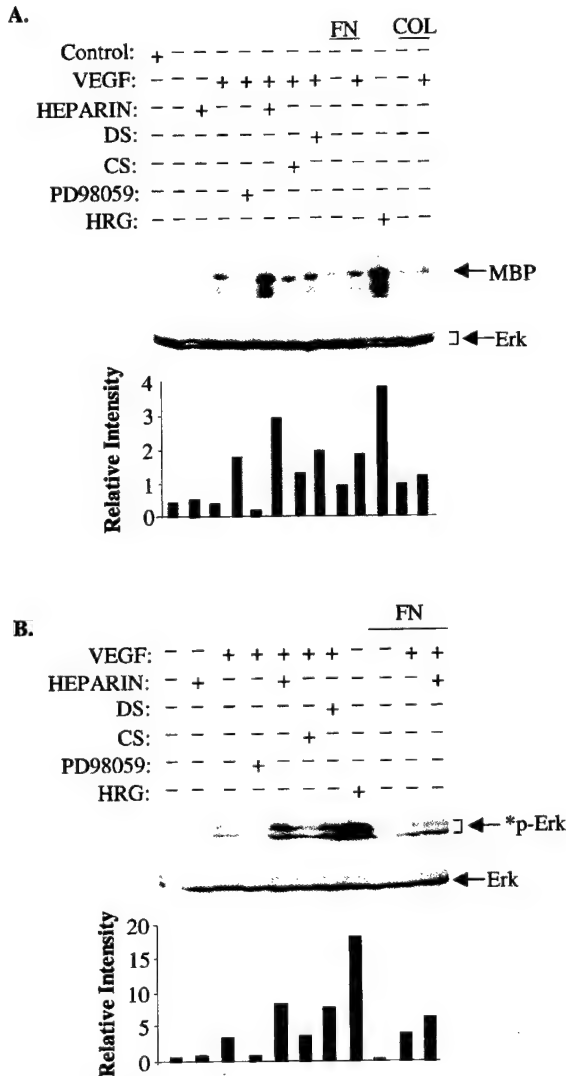 A.
FN COL
Control: + - - - - - - - - - - - -
VEGF: - - - + + + + + - + - - +
HEPARIN: - - + - - + - - - - - - -
DS: - - - - - - - + - - - - -
CS: - - - - - - + - - - - - -
PD98059: - - - - + - - - - - - - -
HRG: - - - - - - - - - - + - -
MBP
Erk
Relative Intensity
4
3
2
1
0
B.
FN
VEGF: - - + + + + + - - + +
HEPARIN: - + - - + - - - - - +
DS: - - - - - - + - - - -
CS: - - - - - + - - - - -
PD98059: - - - + - - - - - - -
HRG: - - - - - - - + - - -
*p-Erk
Erk
Relative Intensity
20
15
10
5
0